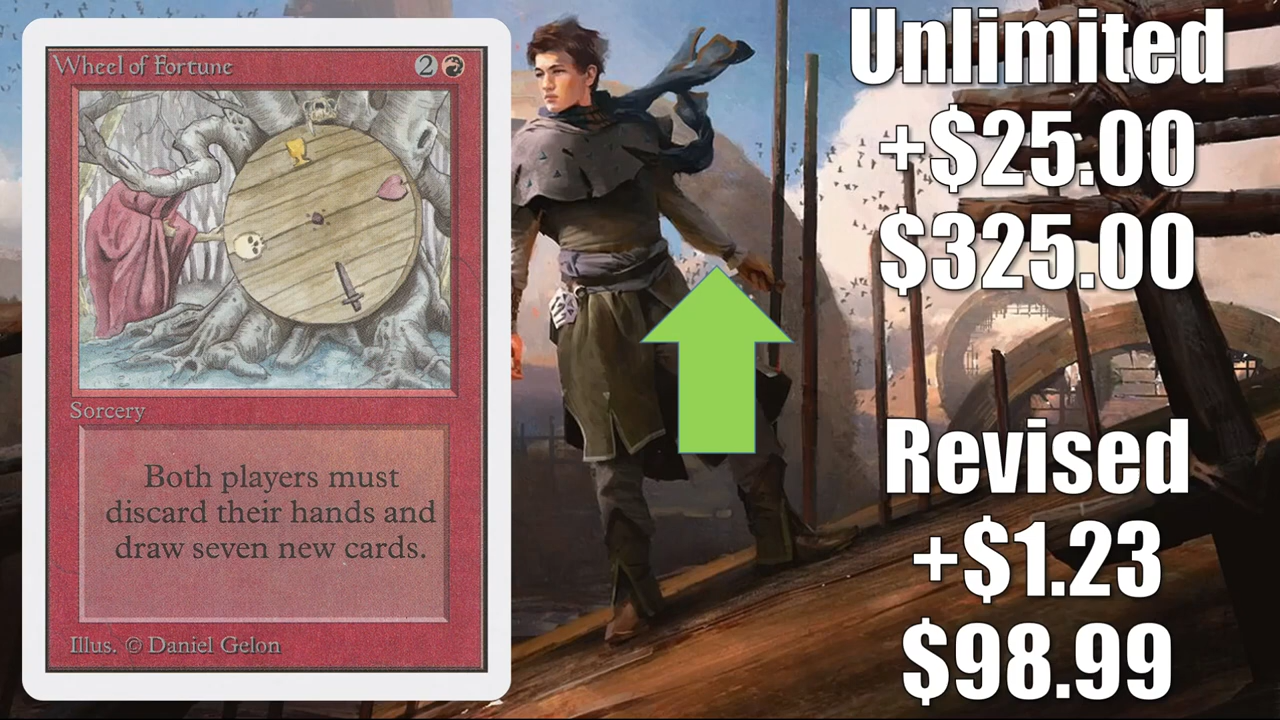 Wheel of Fortune 2
Sorcery
Both players must
discard their hands and
draw seven new cards.
Illus. © Daniel Gelon
Unlimited
+$25.00
$325.00
Revised
+$1.23
$98.99